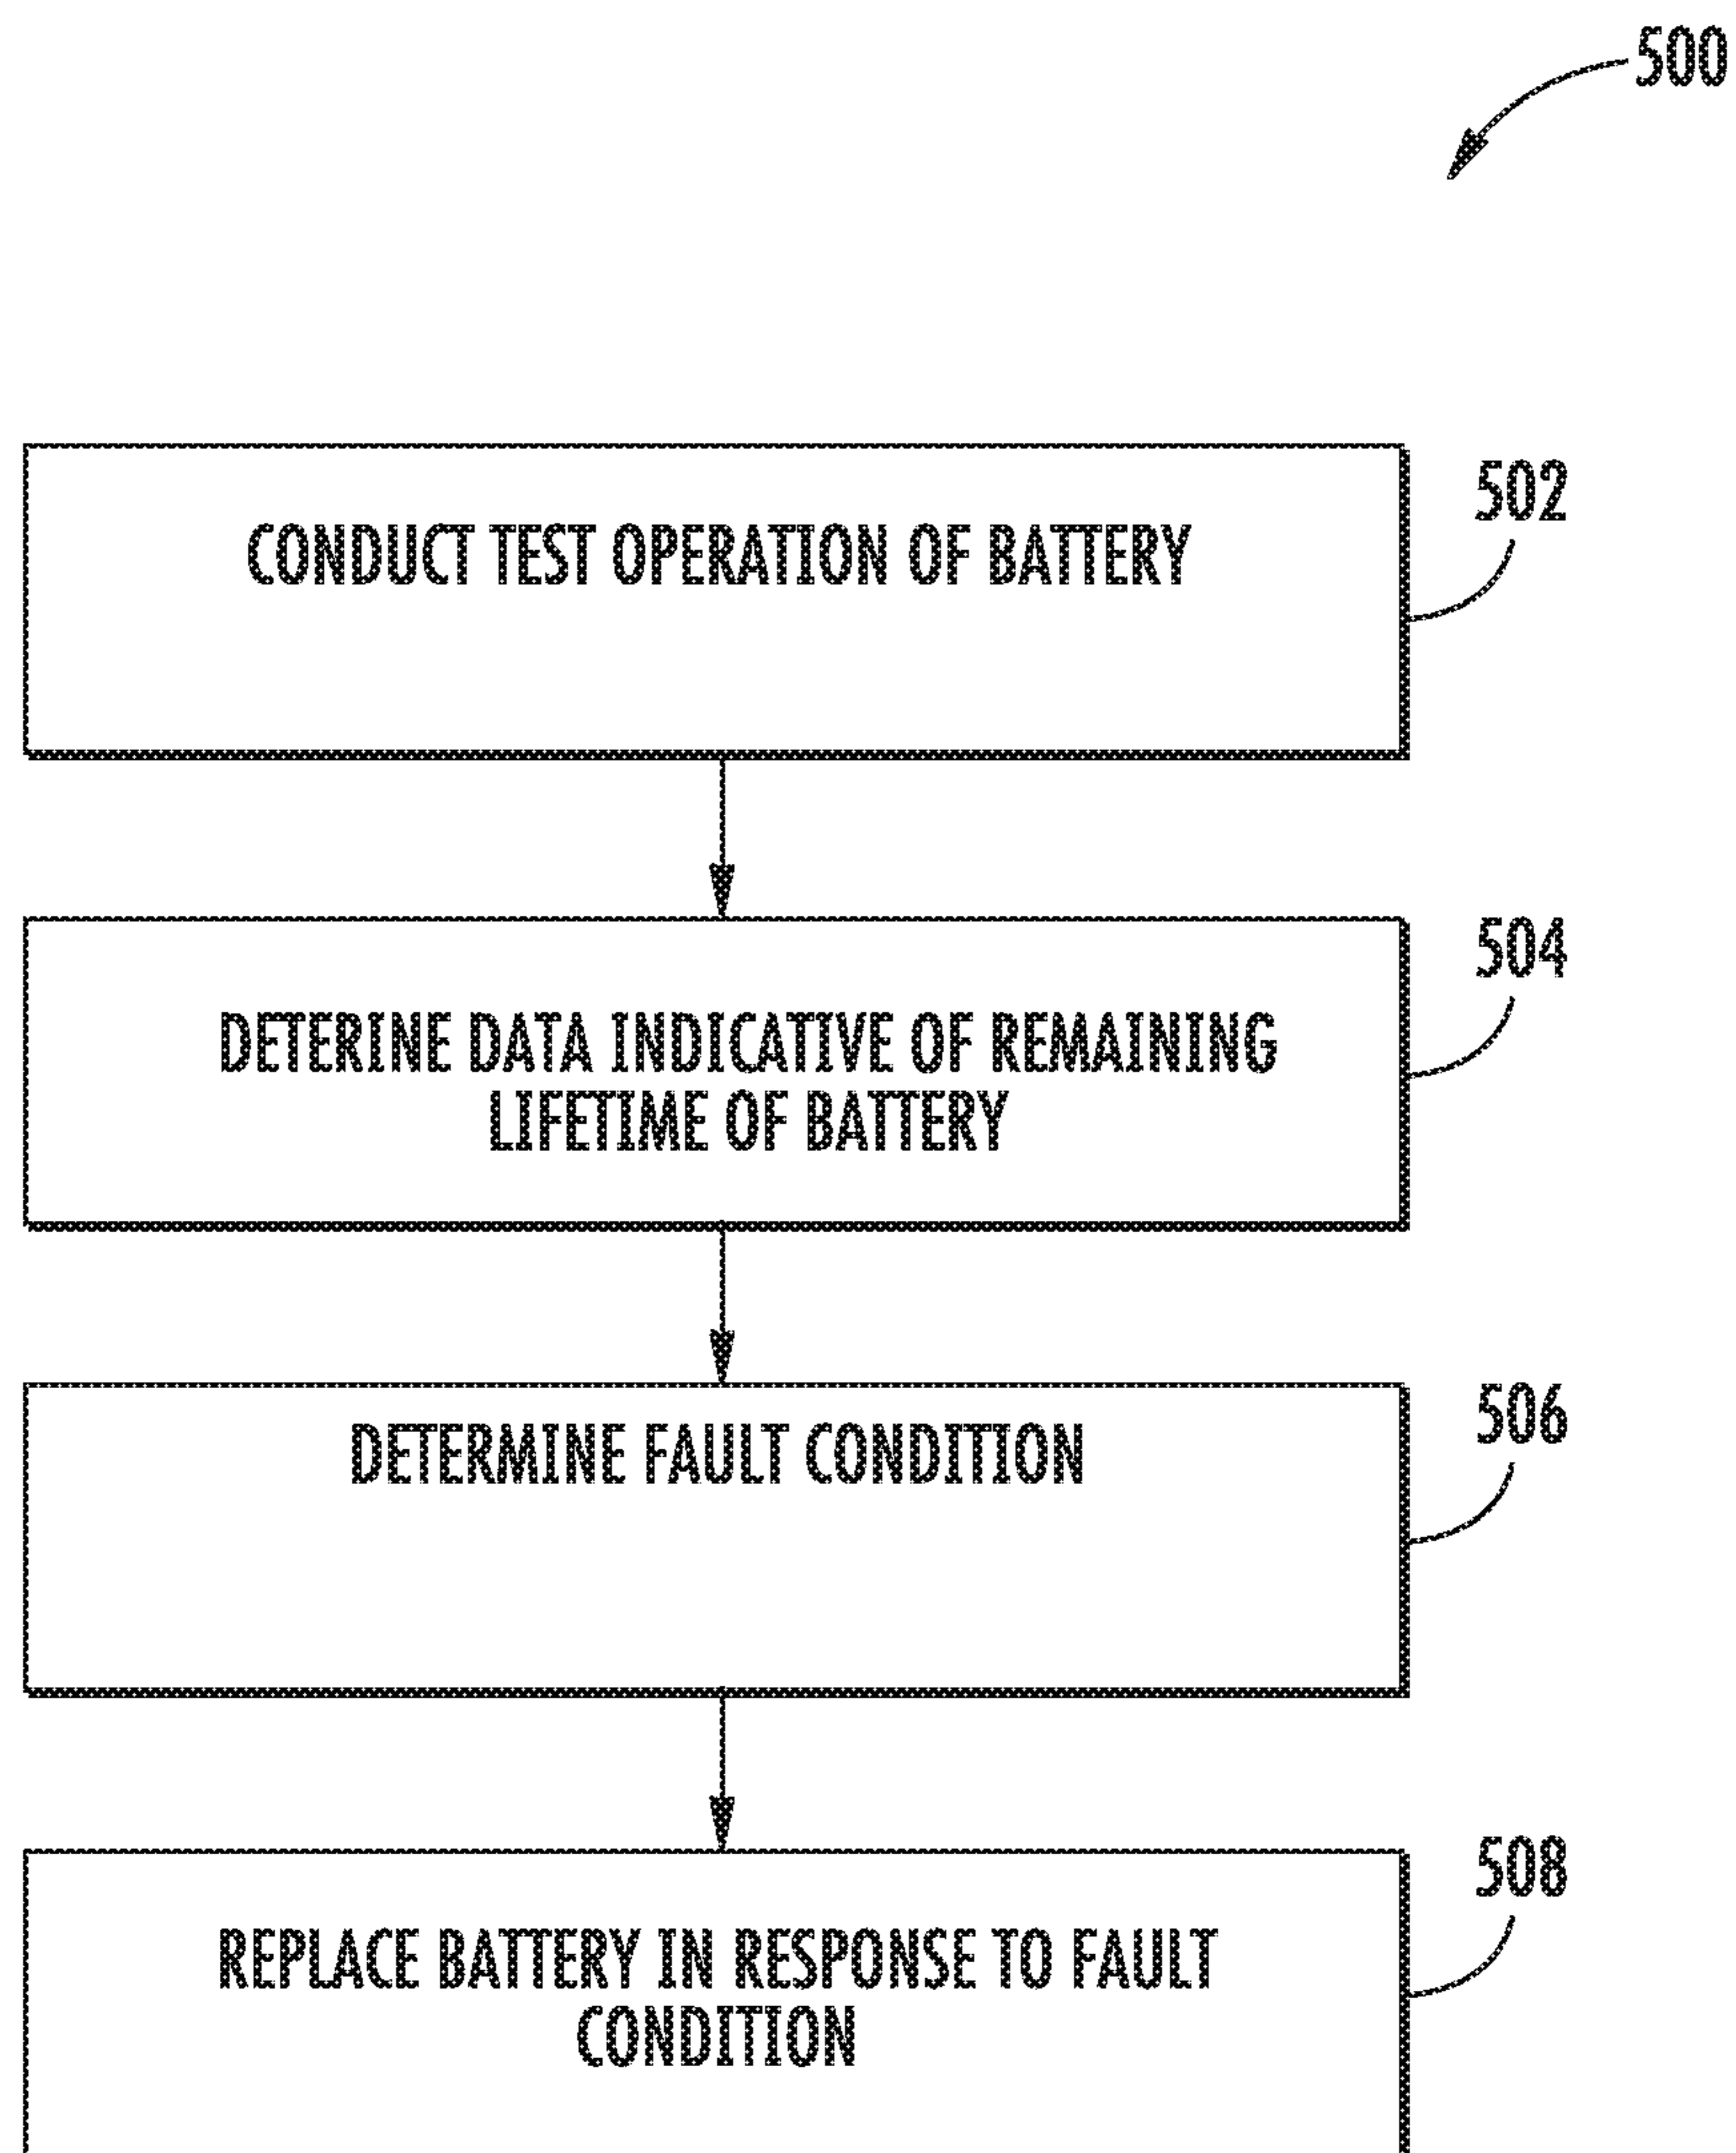 500
CONDUCT TEST OPERATION OF BATTERY
502
DETERINE DATA INDICATIVE OF REMAINING
LIFETIME OF BATTERY
504
DETERMINE FAULT CONDITION
506
REPLACE BATTERY IN RESPONSE TO FAULT
CONDITION
508